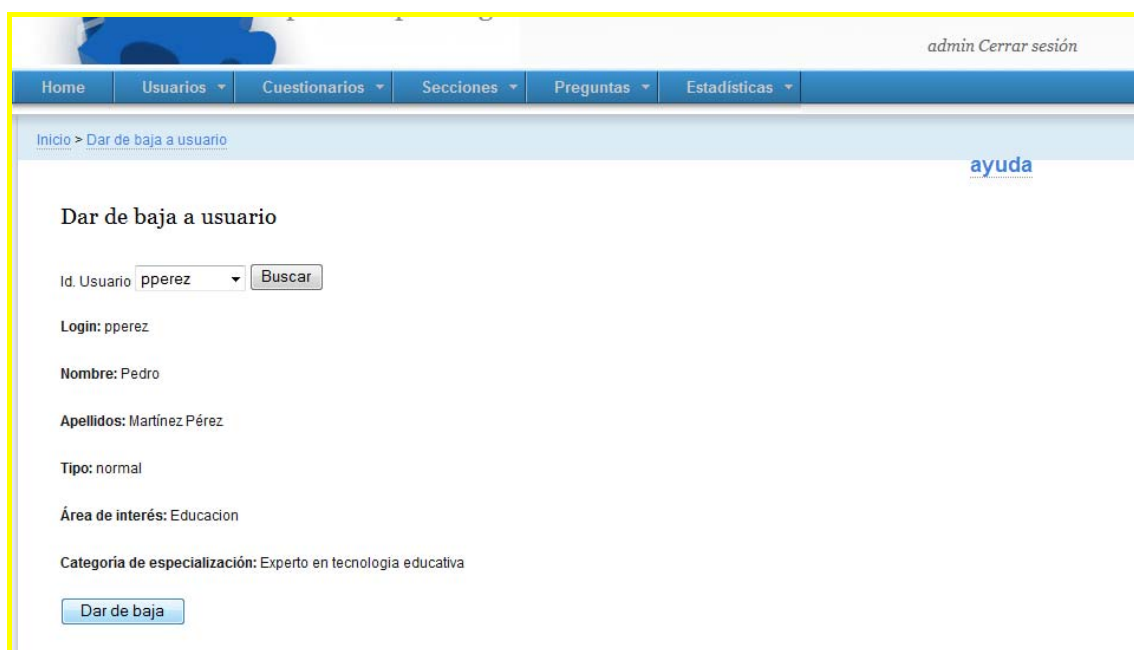 admin Cerrar sesión
Home Usuarios Cuestionarios Secciones Preguntas Estadísticas
Inicio > Dar de baja a usuario
ayuda
Dar de baja a usuario
Id. Usuario pperez Buscar
Login: pperez
Nombre: Pedro
Apellidos: Martínez Pérez
Tipo: normal
Área de interés: Educacion
Categoría de especialización: Experto en tecnologia educativa
Dar de baja